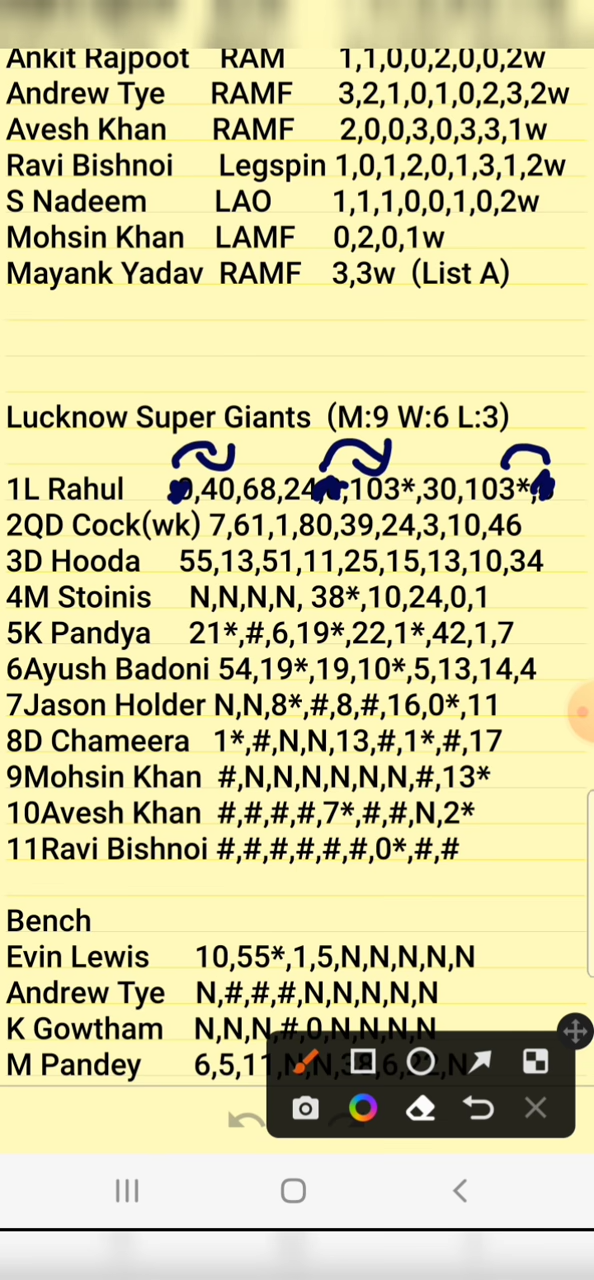 Ankit Rajpoot RAM 1,1,0,0,2,0,0,2w
Andrew Tye RAMF 3,2,1,0,1,0,2,3,2w
Avesh Khan RAMF 2,0,0,3,0,3,3,1w
Ravi Bishnoi Legspin 1,0,1,2,0,1,3,1,2w
S Nadeem LAO 1,1,1,0,0,1,0,2w
Mohsin Khan LAMF 0,2,0,1w
Mayank Yadav RAMF 3,3w (List A)
Lucknow Super Giants (M:9 W:6 L:3)
1L Rahul ,40,68,24, ,103*,30,103*,
2QD Cock(wk) 7,61,1,80,39,24,3,10,46
3D Hooda 55,13,51,11,25,15,13,10,34
4M Stoinis N,N,N,N, 38*,10,24,0,1
5K Pandya 21*,#,6,19*,22,1*,42,1,7
6Ayush Badoni 54,19*,19,10*,5,13,14,4
7Jason Holder N,N,8*,#,8,#,16,0*,11
8D Chameera 1*,#,N,N,13,#,1*,#,17
9Mohsin Khan #,N,N,N,N,N,N,#,13*
10Avesh Khan #,#,#,#,7*,#,#,N,2*
11Ravi Bishnoi #,#,#,#,#,#,0*,#,#
Bench
Evin Lewis 10,55*,1,5,N,N,N,N,N
Andrew Tye N,#,#,#,N,N,N,N,N
K Gowtham N,N,N,#,0,N,N,N,N
M Pandey 6,5,11,N,N,38,6,22,N